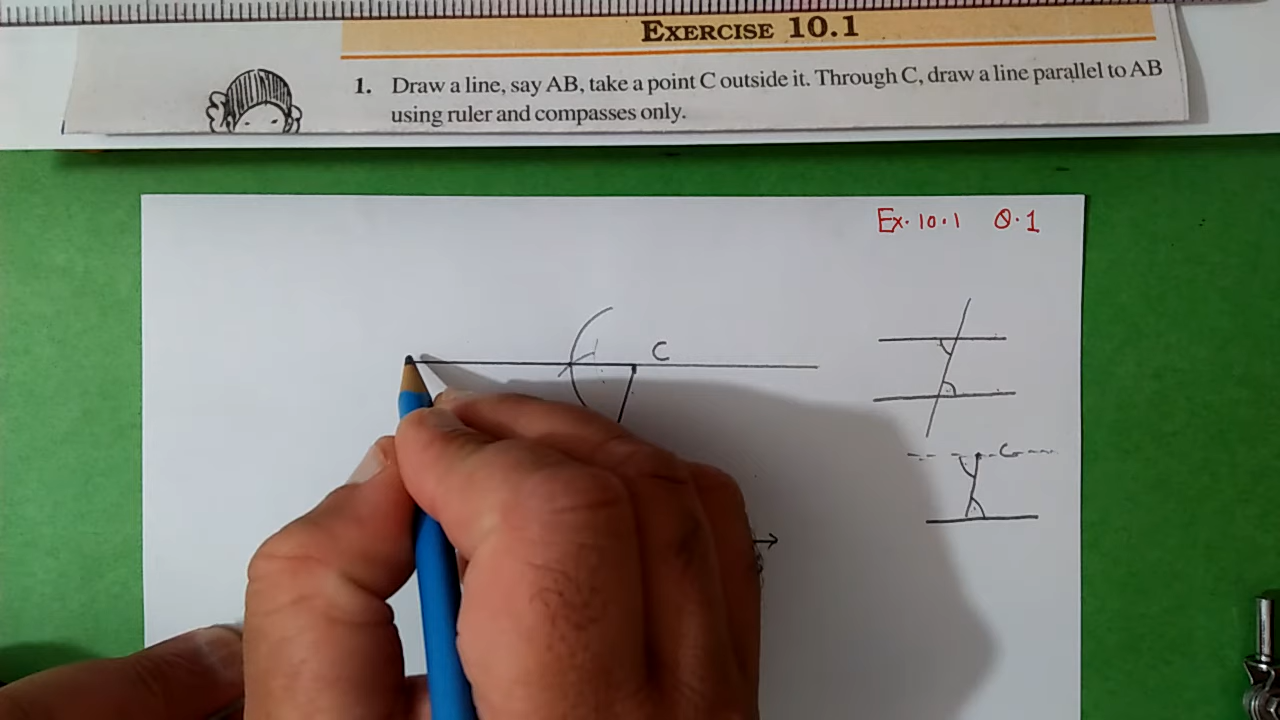 EXERCISE 10.1
1. Draw a line, say AB, take a point C outside it. Through C, draw a line parallel to AB
using ruler and compasses only.
Ex. 10.1 Q.1
C
C